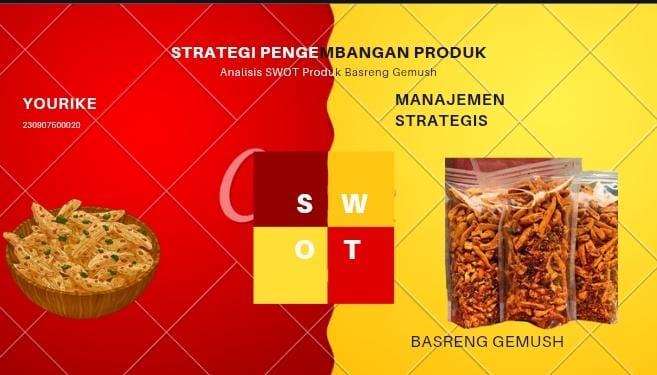 STRATEGI PENGEMBANGAN PRODUK
Analisis SWOT Produk Basreng Gemush
YOURIKE
230907500020
MANAJEMEN
STRATEGIS
S W
O T
BASRENG GEMUSH